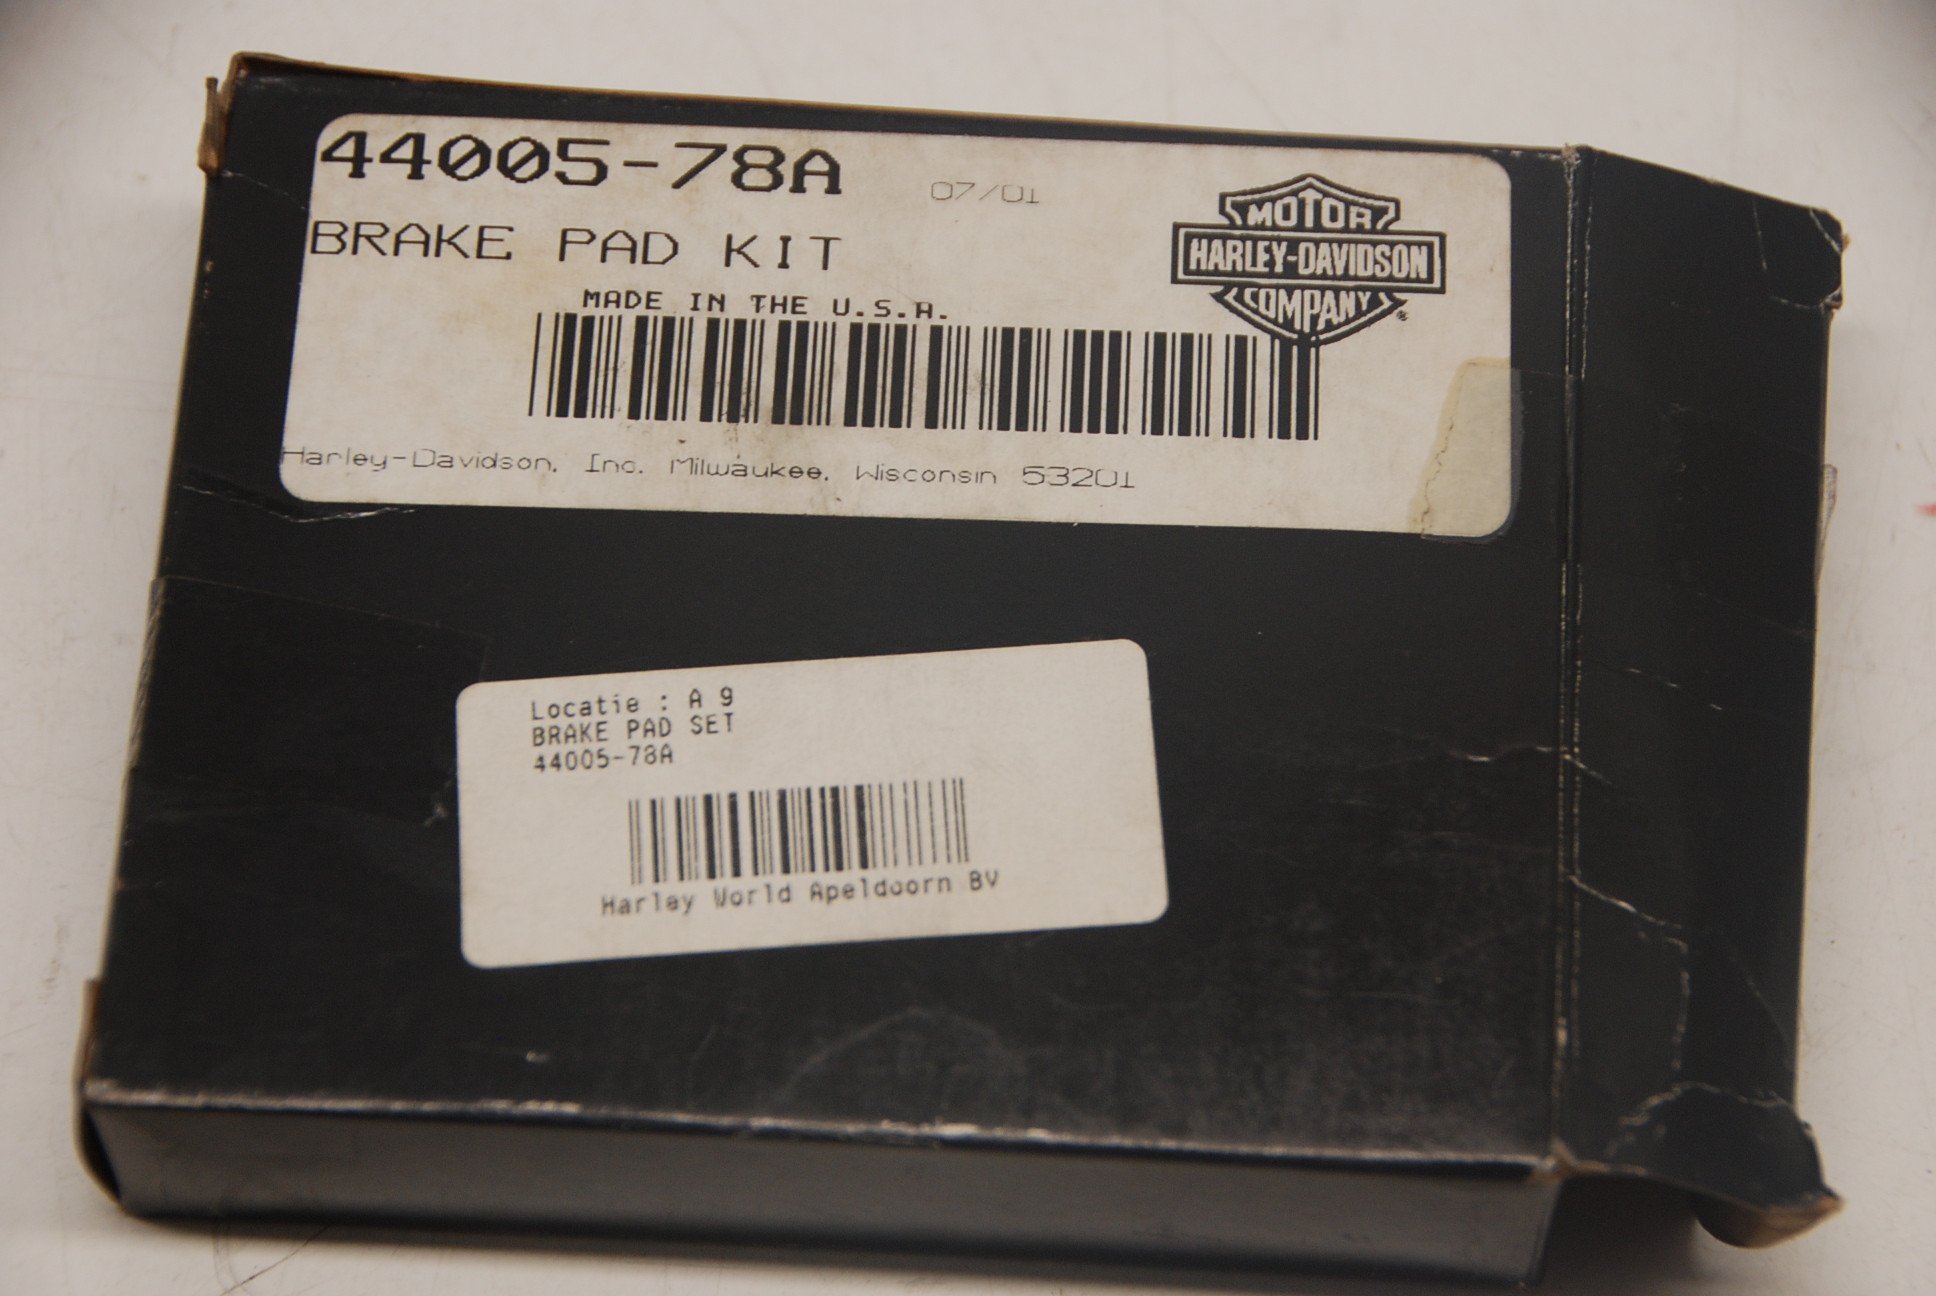 44005-78A
07/01
BRAKE PAD KIT
MADE IN THE U.S.A.
MOTOR
HARLEY-DAVIDSON
COMPANY
®
Harley-Davidson, Inc. Milwaukee, Wisconsin 53201
Locatie : A 9
BRAKE PAD SET
44005-78A
Harley World Apeldoorn BV